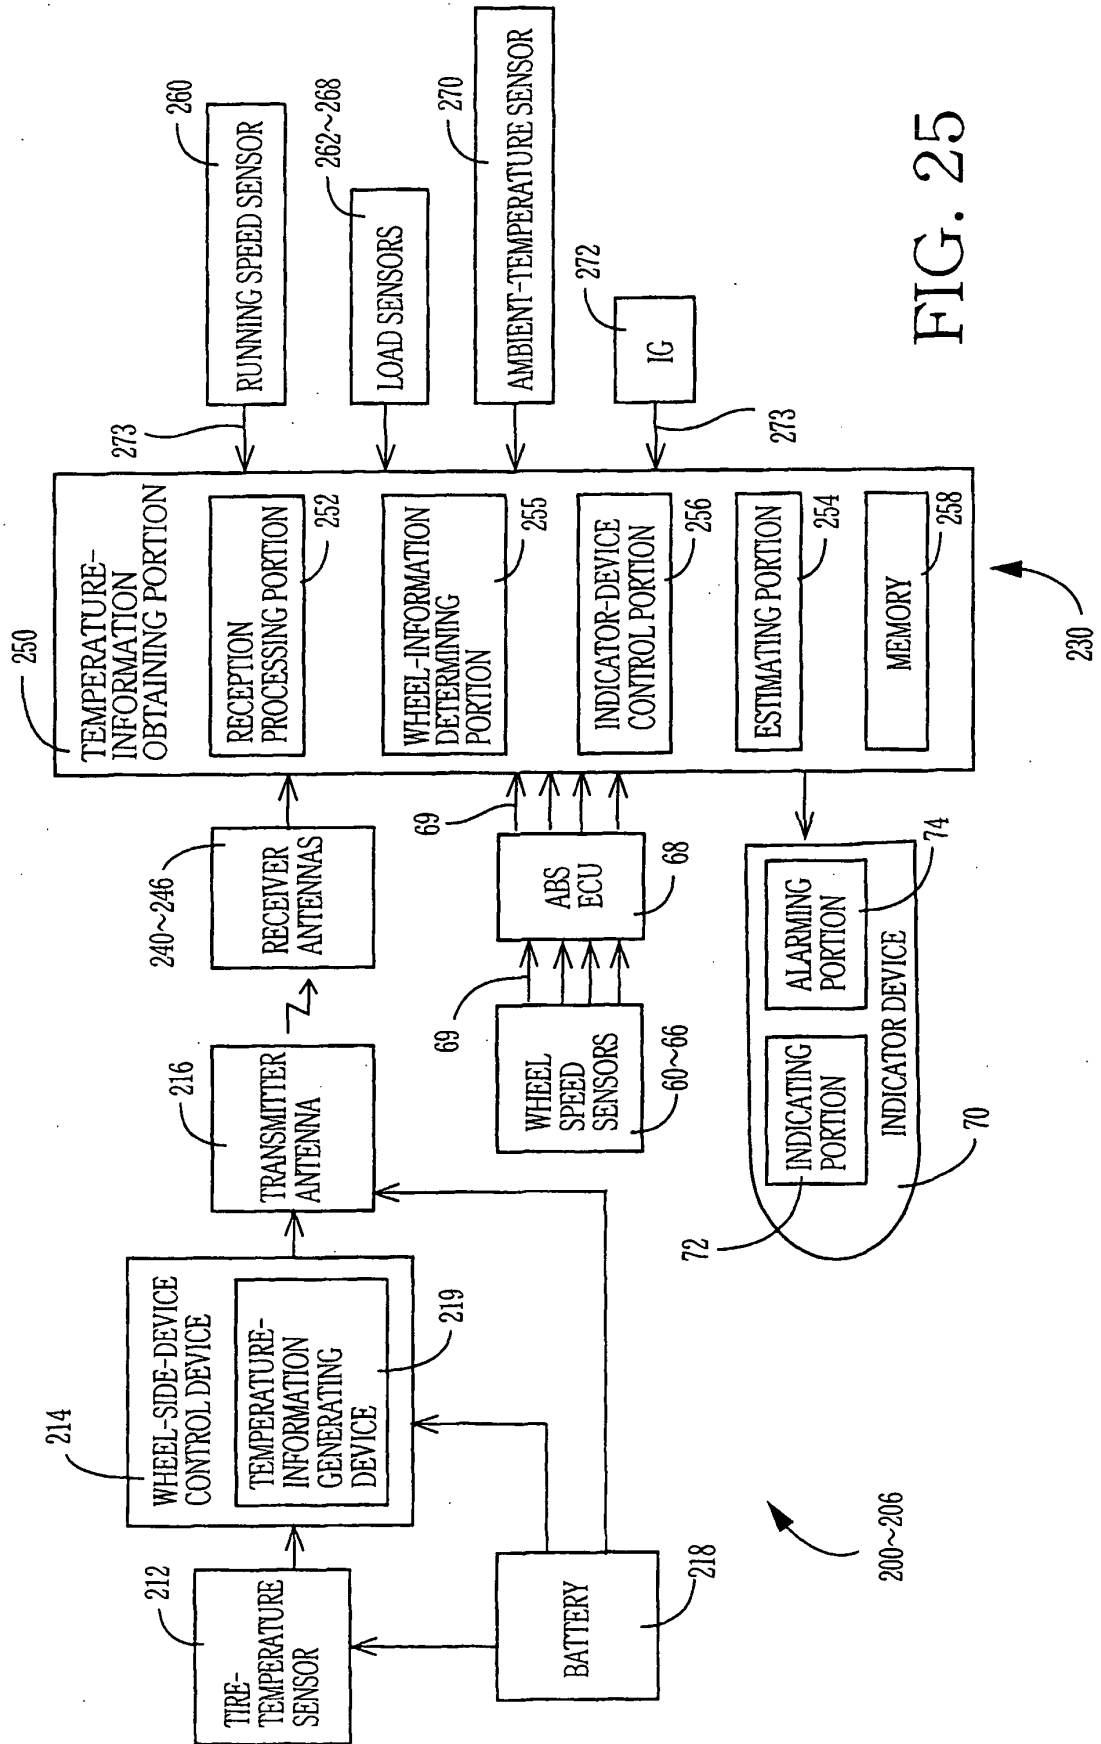 212
TIRE-
TEMPERATURE
SENSOR
214
WHEEL-SIDE-DEVICE
CONTROL DEVICE
TEMPERATURE-
INFORMATION
GENERATING
DEVICE
219
216
TRANSMITTER
ANTENNA
240~246
RECEIVER
ANTENNAS
BATTERY
218
200~206
69
WHEEL
SPEED
SENSORS
60~66
69
ABS
ECU
68
72
INDICATING
PORTION
ALARMING
PORTION
74
INDICATOR DEVICE
70
250
TEMPERATURE-
INFORMATION
OBTAINING PORTION
RECEPTION
PROCESSING PORTION
252
WHEEL-INFORMATION
DETERMINING
PORTION
255
INDICATOR-DEVICE
CONTROL PORTION
256
ESTIMATING PORTION
254
MEMORY
258
230
273
RUNNING SPEED SENSOR
260
LOAD SENSORS
262~268
AMBIENT-TEMPERATURE SENSOR
270
IG
272
273
FIG. 25